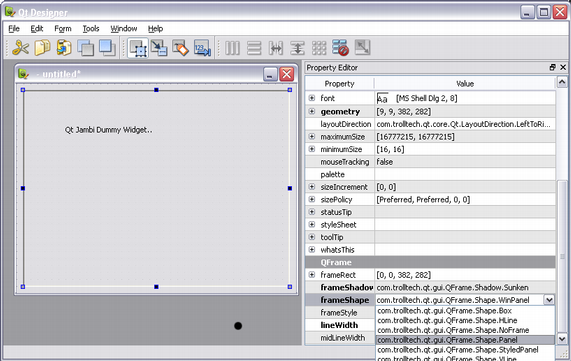 Qt Designer
File Edit Form Tools Window Help
- untitled*
Qt Jambi Dummy Widget..
Property Editor
Property Value
font Aa [MS Shell Dlg 2, 8]
geometry [9, 9, 382, 282]
layoutDirection com.trolltech.qt.core.Qt.LayoutDirection.LeftToRi...
maximumSize [16777215, 16777215]
minimumSize [16, 16]
mouseTracking false
palette
sizeIncrement [0, 0]
sizePolicy [Preferred, Preferred, 0, 0]
statusTip
styleSheet
toolTip
whatsThis
QFrame
frameRect [0, 0, 382, 282]
frameShadow com.trolltech.qt.gui.QFrame.Shadow.Sunken
frameShape com.trolltech.qt.gui.QFrame.Shape.WinPanel
com.trolltech.qt.gui.QFrame.Shape.Box
frameStyle com.trolltech.qt.gui.QFrame.Shape.HLine
com.trolltech.qt.gui.QFrame.Shape.NoFrame
lineWidth
com.trolltech.qt.gui.QFrame.Shape.Panel
midLineWidth com.trolltech.qt.gui.QFrame.Shape.StyledPanel
com.trolltech.qt.gui.QFrame.Shape.VLine